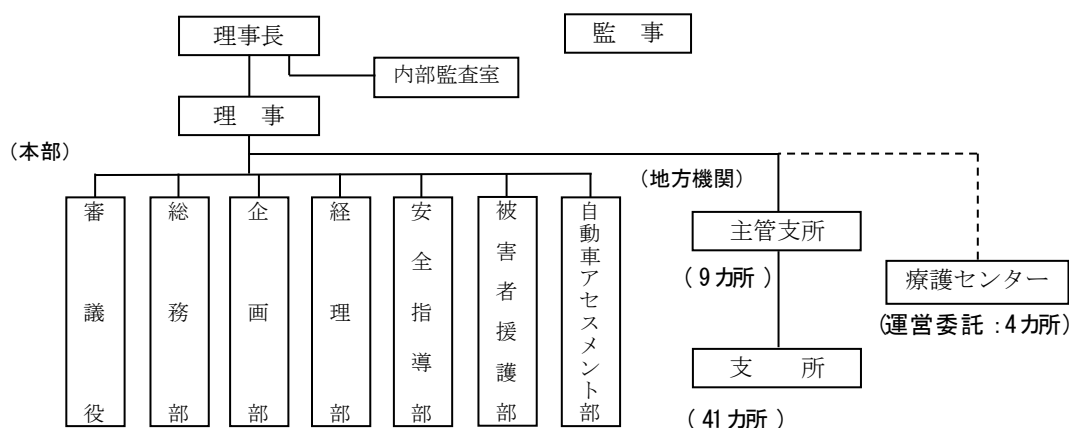 理事長
監　事
内部監査室
理　事
（本部）
（地方機関）
審議役
総務部
企画部
経理部
安全指導部
被害者援護部
自動車アセスメント部
主管支所
（ 9 カ所 ）
療護センター
（運営委託 : 4カ所）
支　　所
（ 41 カ所 ）